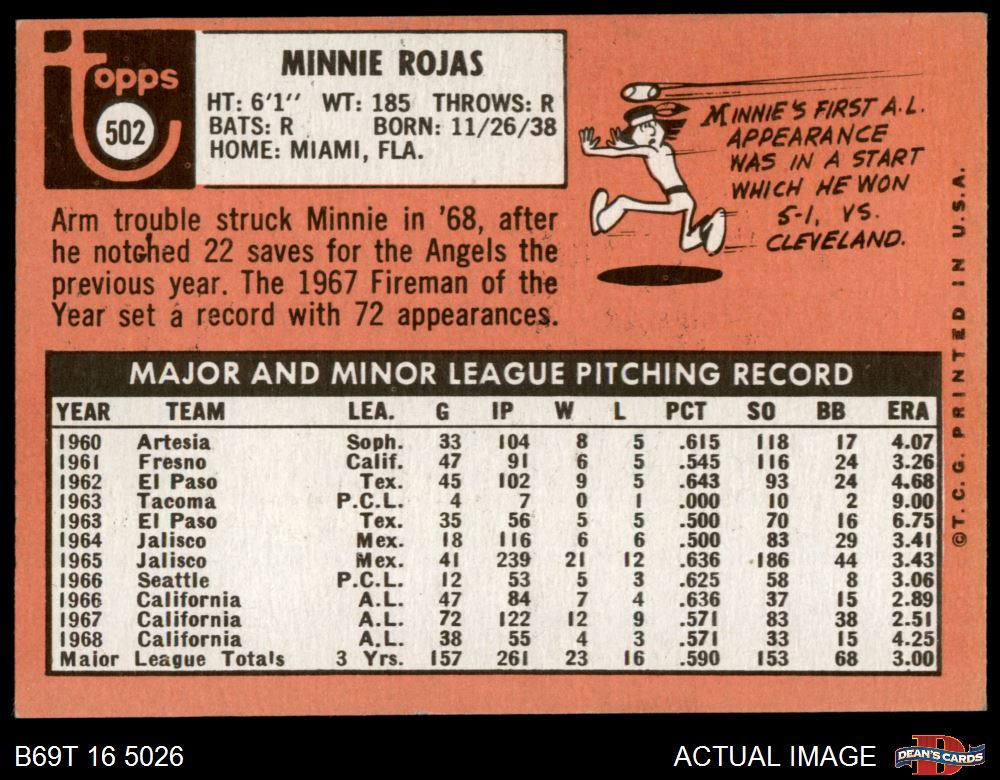 Topps
502
MINNIE ROJAS
HT: 6'1" WT: 185 THROWS: R
BATS: R BORN: 11/26/38
HOME: MIAMI, FLA.
MINNIE'S FIRST A.L.
APPEARANCE
WAS IN A START
WHICH HE WON
5-1, VS.
CLEVELAND.
Arm trouble struck Minnie in '68, after
he notched 22 saves for the Angels the
previous year. The 1967 Fireman of the
Year set a record with 72 appearances.
MAJOR AND MINOR LEAGUE PITCHING RECORD
YEAR TEAM LEA. G IP W L PCT SO BB ERA
1960 Artesia Soph. 33 104 8 5 .615 118 17 4.07
1961 Fresno Calif. 47 91 6 5 .545 116 24 3.26
1962 El Paso Tex. 45 102 9 5 .643 93 24 4.68
1963 Tacoma P.C.L. 4 7 0 1 .000 10 2 9.00
1963 El Paso Tex. 35 56 5 5 .500 70 16 6.75
1964 Jalisco Mex. 18 116 6 6 .500 83 29 3.41
1965 Jalisco Mex. 41 239 21 12 .636 186 44 3.43
1966 Seattle P.C.L. 12 53 5 3 .625 58 8 3.06
1966 California A.L. 47 84 7 4 .636 37 15 2.89
1967 California A.L. 72 122 12 9 .571 83 38 2.51
1968 California A.L. 38 55 4 3 .571 33 15 4.25
Major League Totals 3 Yrs. 157 261 23 16 .590 153 68 3.00
©T. C. G. PRINTED IN U.S.A.
B69T 16 5026
ACTUAL IMAGE
D
DEAN'S CARDS